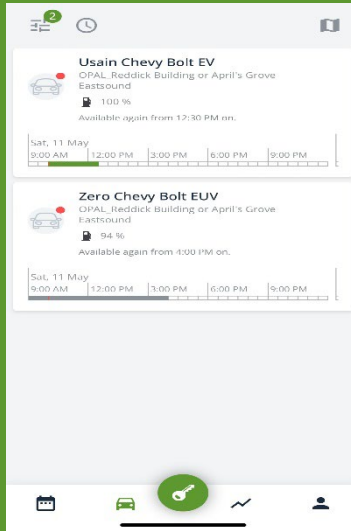 2
Usain Chevy Bolt EV
OPAL_Reddick Building or April's Grove
Eastsound
100 %
Available again from 12:30 PM on.
Sat, 11 May
9:00 AM 12:00 PM 3:00 PM 6:00 PM 9:00 PM
Zero Chevy Bolt EUV
OPAL_Reddick Building or April's Grove
Eastsound
94 %
Available again from 4:00 PM on.
Sat, 11 May
9:00 AM 12:00 PM 3:00 PM 6:00 PM 9:00 PM